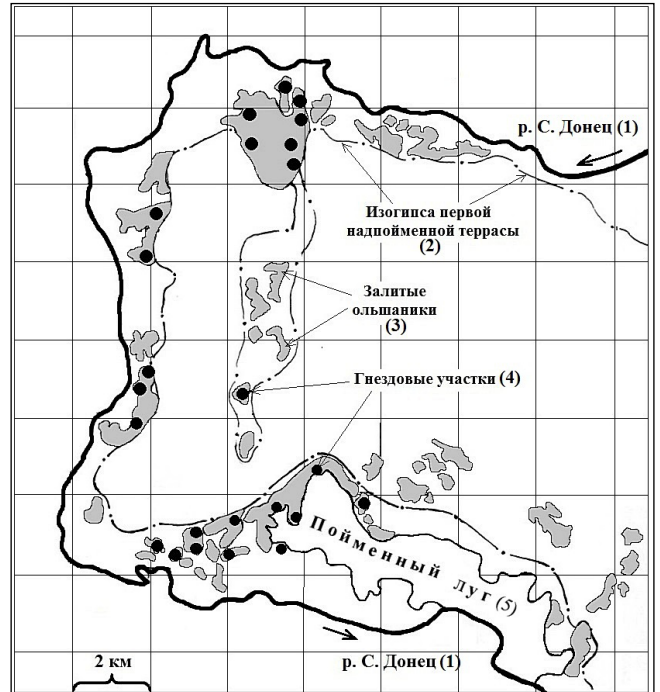 р. С. Донец (1)
Изогипса первой
надпойменной террасы
(2)
Залитые
ольшаники
(3)
Гнездовые участки (4)
Пойменный луг (5)
2 км
р. С. Донец (1)